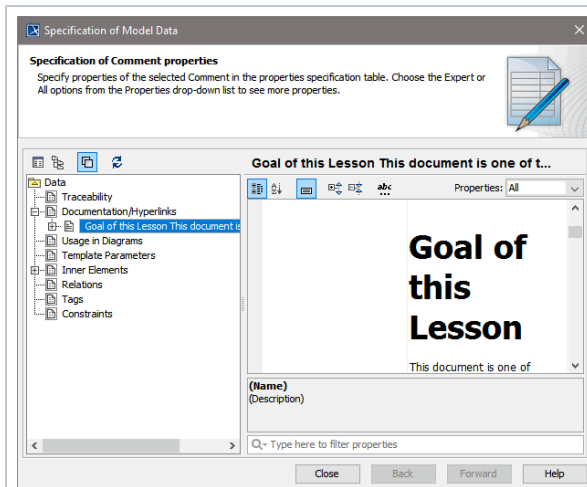 Specification of Model Data
Specification of Comment properties
Specify properties of the selected Comment in the properties specification table. Choose the Expert or
All options from the Properties drop-down list to see more properties.
Goal of this Lesson This document is one of t...
Data
Traceability
Documentation/Hyperlinks
Goal of this Lesson This document is
Usage in Diagrams
Template Parameters
Inner Elements
Relations
Tags
Constraints
abc
Properties: All
Goal of
this
Lesson
This document is one of
(Name)
(Description)
Type here to filter properties
Close Back Forward Help